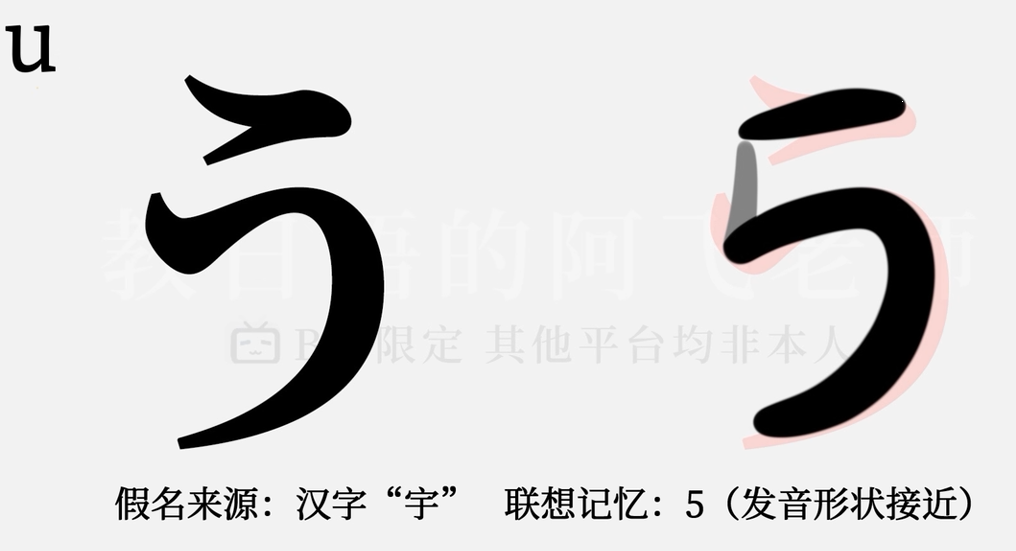 u
う
5
教日语的阿飞老师
B站限定 其他平台均非本人
假名来源：汉字“宇”
联想记忆：5（发音形状接近）